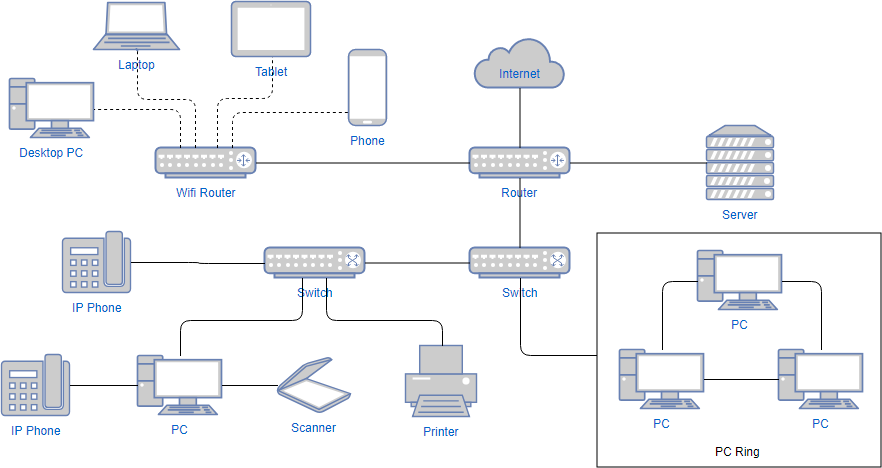 Laptop
Tablet
Internet
Desktop PC
Phone
Wifi Router
Router
Server
IP Phone
Switch
Switch
PC
IP Phone
PC
Scanner
Printer
PC
PC
PC Ring